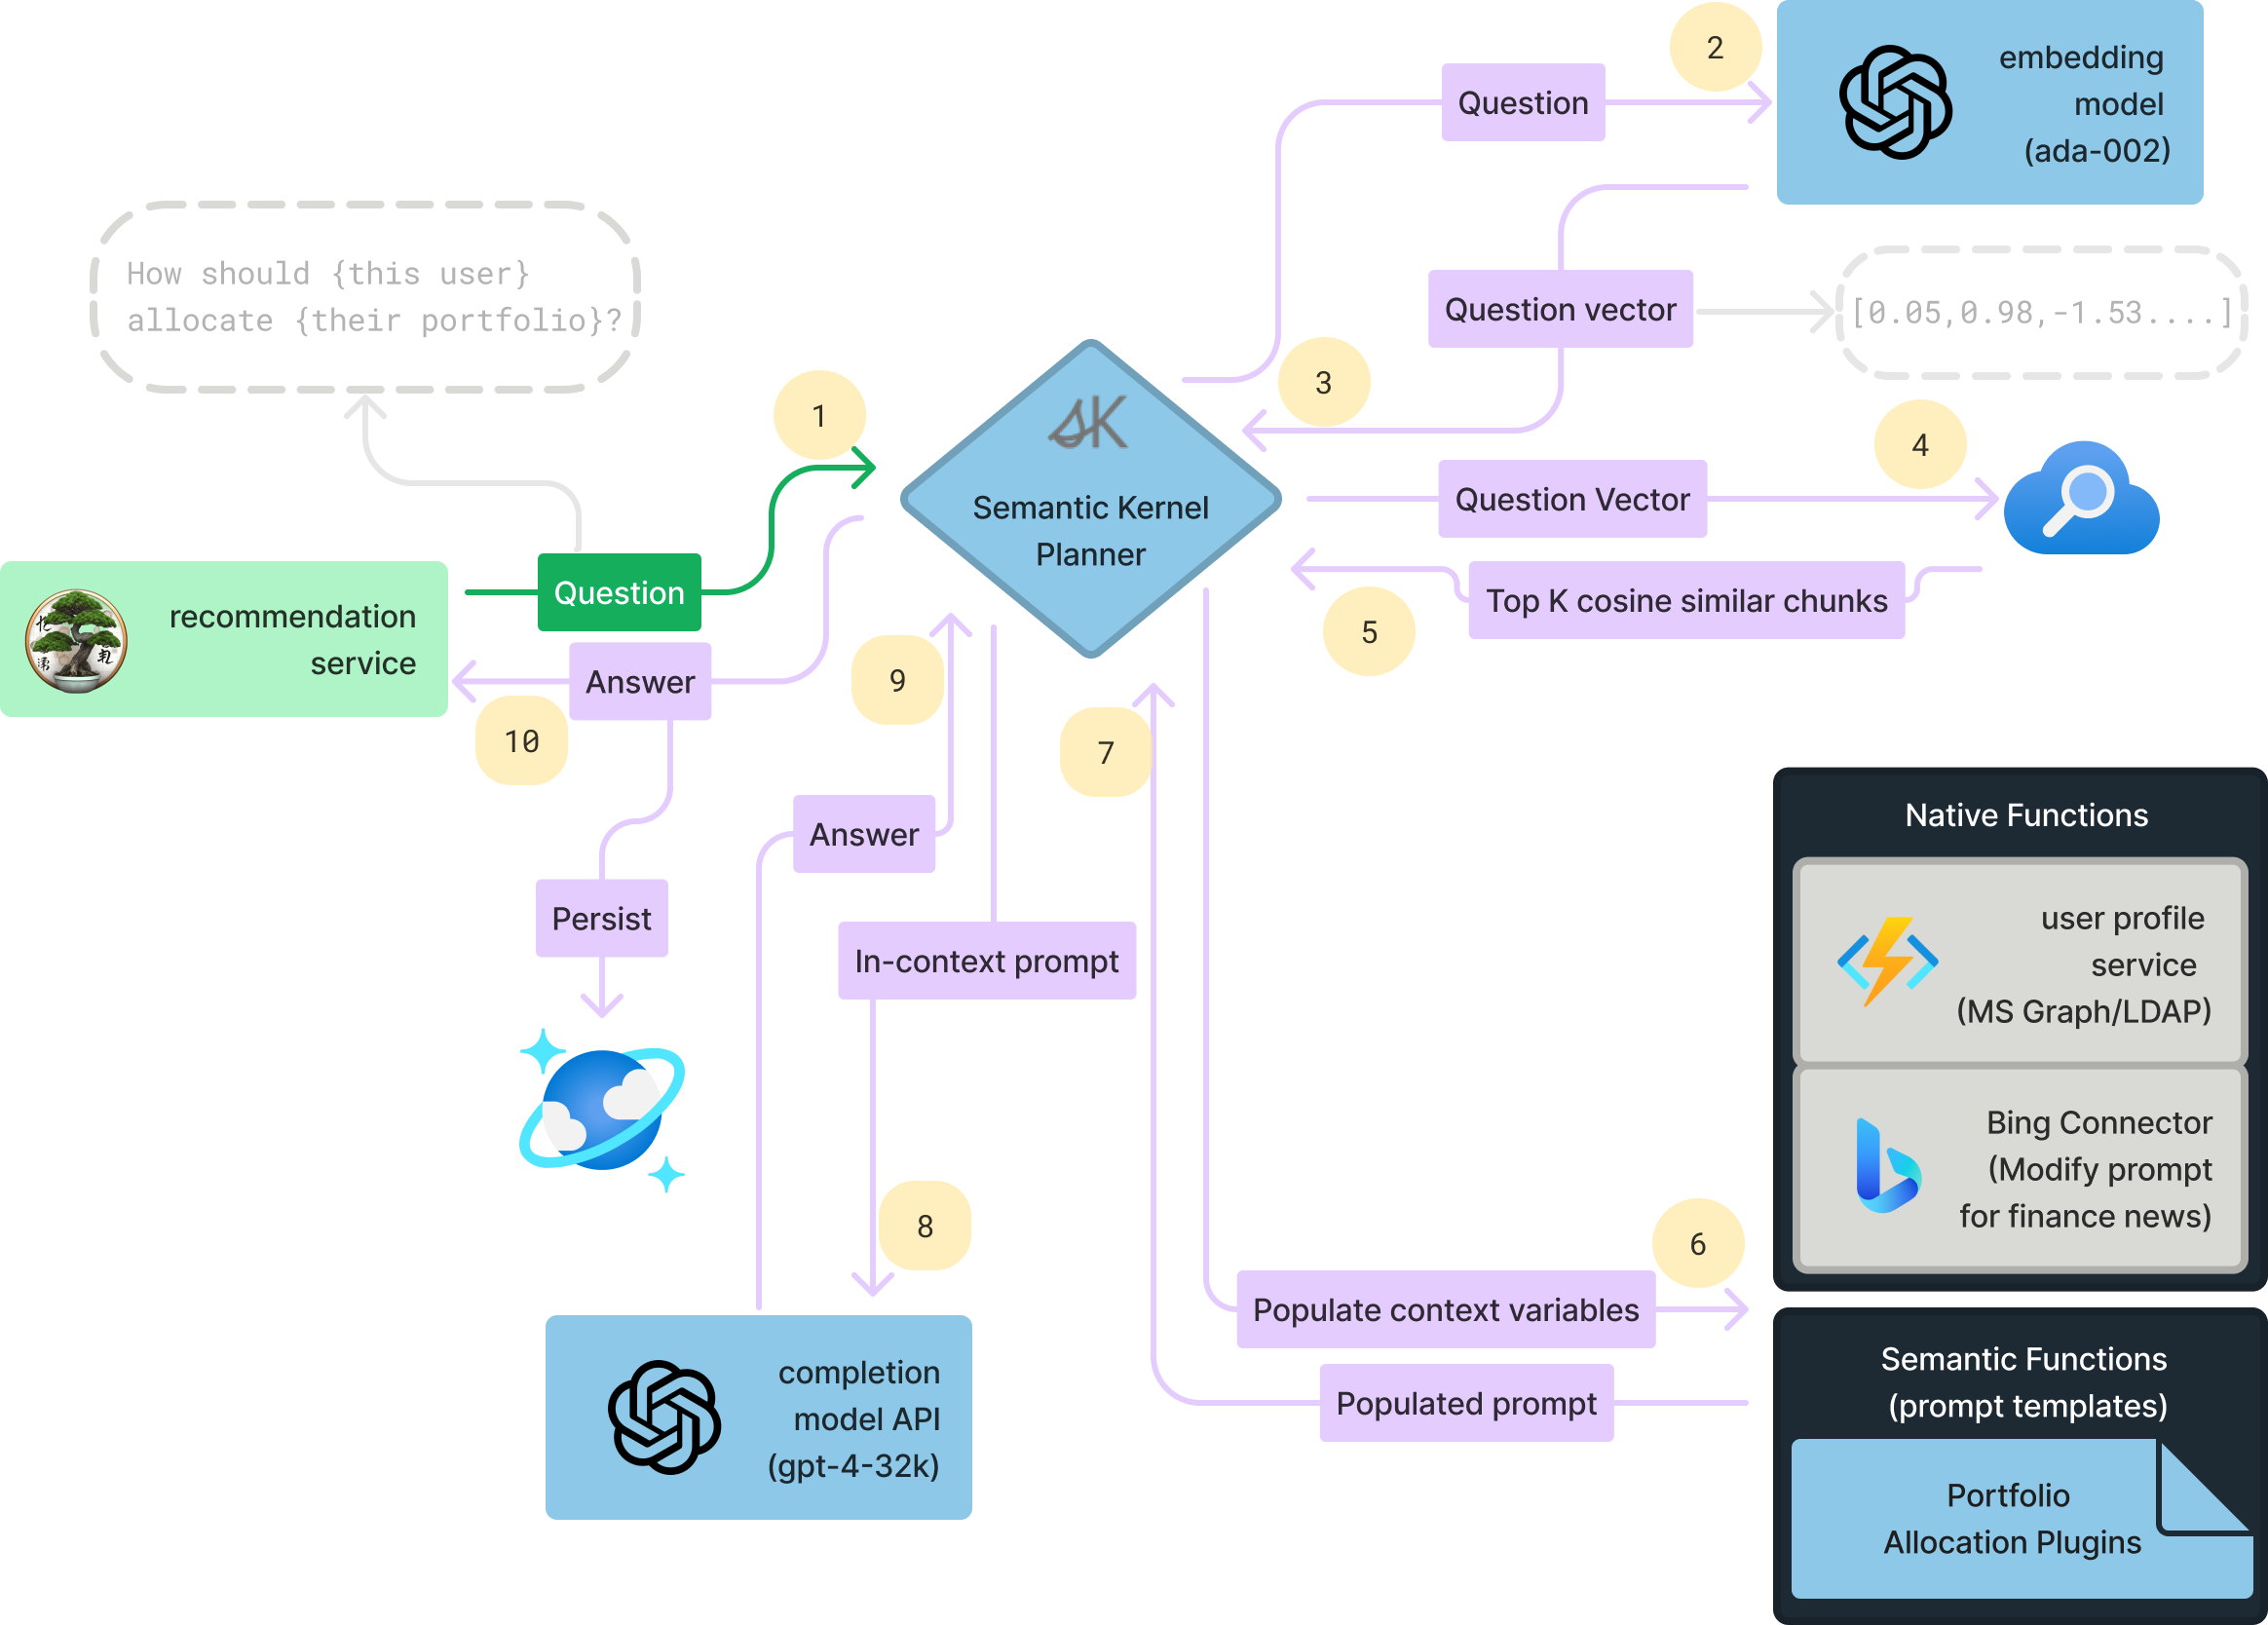 2
embedding
model
(ada-002)
Question
How should {this user}
allocate {their portfolio}?
Question vector
[0.05,0.98,-1.53....]
3
1
4
SK
Semantic Kernel
Planner
Question Vector
Question
Top K cosine similar chunks
5
recommendation
service
Answer
9
10
7
Native Functions
Answer
Persist
In-context prompt
user profile
service
(MS Graph/LDAP)
Bing Connector
(Modify prompt
for finance news)
8
6
Populate context variables
completion
model API
(gpt-4-32k)
Populated prompt
Semantic Functions
(prompt templates)
Portfolio
Allocation Plugins